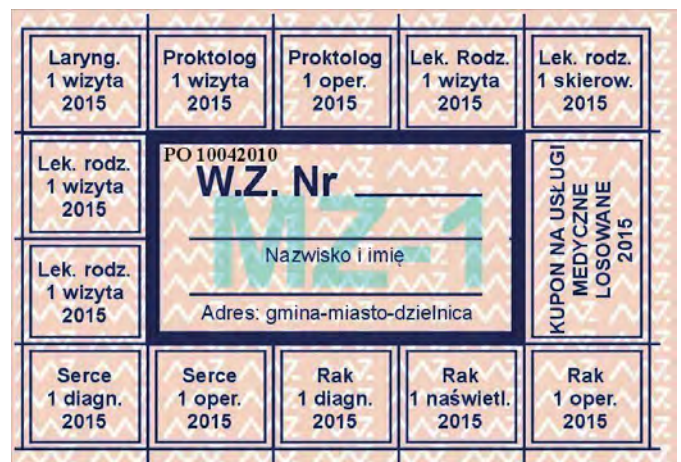 Laryng.
1 wizyta
2015
Proktolog
1 wizyta
2015
Proktolog
1 oper.
2015
Lek. Rodz.
1 wizyta
2015
Lek. rodz.
1 skierow.
2015
Lek. rodz.
1 wizyta
2015
Lek. rodz.
1 wizyta
2015
PO 10042010
W.Z. Nr
MZ-1
Nazwisko i imię
Adres: gmina-miasto-dzielnica
KUPON NA USŁUGI
MEDYCZNE
LOSOWANE
2015
Serce
1 diagn.
2015
Serce
1 oper.
2015
Rak
1 diagn.
2015
Rak
1 naświetl.
2015
Rak
1 oper.
2015